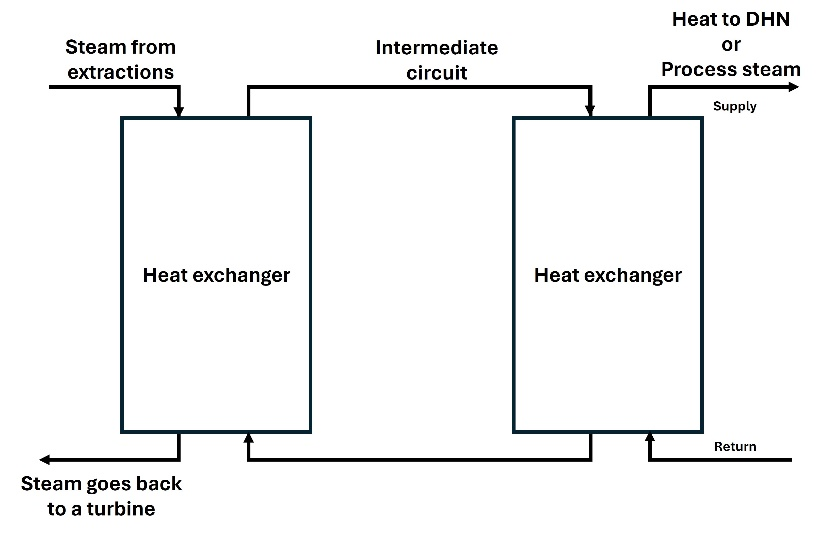 Steam from
extractions
Intermediate
circuit
Heat to DHN
or
Process steam
Supply
Heat exchanger
Heat exchanger
Return
Steam goes back
to a turbine